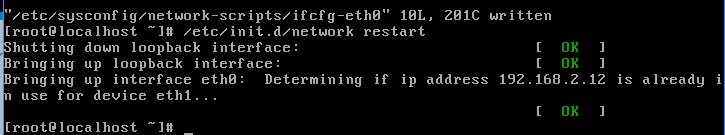 "/etc/sysconfig/network-scripts/ifcfg-eth0" 10L, 201C written
[root@localhost ~]# /etc/init.d/network restart
Shutting down loopback interface:                          [  OK  ]
Bringing up loopback interface:                            [  OK  ]
Bringing up interface eth0:  Determining if ip address 192.168.2.12 is already i
n use for device eth1...
                                                           [  OK  ]
[root@localhost ~]# _